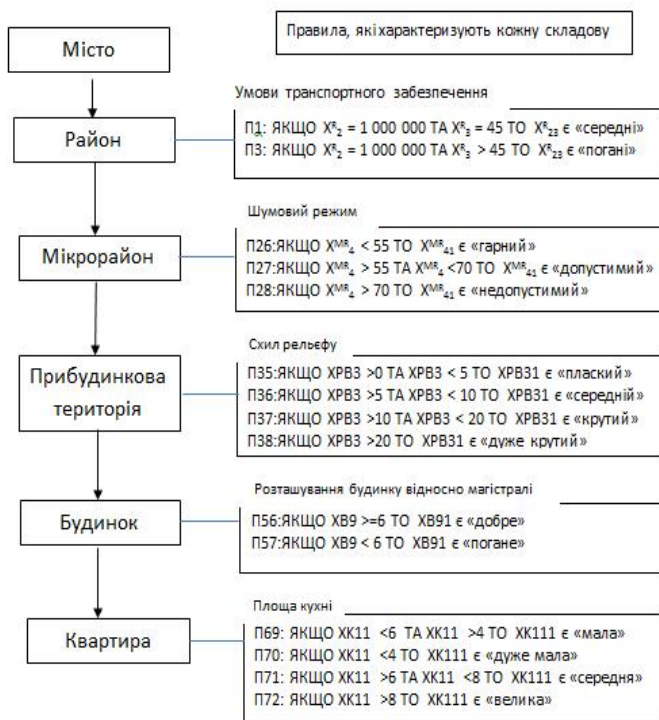 Правила, які характеризують кожну складову
Місто
Умови транспортного забезпечення
Район
П1: ЯКЩО Xᴿ₂ = 1 000 000 ТА Xᴿ₃ = 45 ТО Xᴿ₂₃ є «середні»
П3: ЯКЩО Xᴿ₂ = 1 000 000 ТА Xᴿ₃ > 45 ТО Xᴿ₂₃ є «погані»
Шумовий режим
Мікрорайон
П26:ЯКЩО Xᴹᴿ₄ < 55 ТО Xᴹᴿ₄₁ є «гарний»
П27:ЯКЩО Xᴹᴿ₄ > 55 ТА Xᴹᴿ₄ <70 ТО Xᴹᴿ₄₁ є «допустимий»
П28:ЯКЩО Xᴹᴿ₄ > 70 ТО Xᴹᴿ₄₁ є «недопустимий»
Схил рельєфу
Прибудинкова
територія
П35:ЯКЩО ХРВ3 >0 ТА ХРВ3 < 5 ТО ХРВ31 є «плаский»
П36:ЯКЩО ХРВ3 >5 ТА ХРВ3 < 10 ТО ХРВ31 є «середній»
П37:ЯКЩО ХРВ3 >10 ТА ХРВ3 < 20 ТО ХРВ31 є «крутий»
П38:ЯКЩО ХРВ3 >20 ТО ХРВ31 є «дуже крутий»
Розташування будинку відносно магістралі
Будинок
П56:ЯКЩО ХВ9 >=6 ТО ХВ91 є «добре»
П57:ЯКЩО ХВ9 < 6 ТО ХВ91 є «погане»
Площа кухні
Квартира
П69: ЯКЩО ХК11 <6 ТА ХК11 >4 ТО ХК111 є «мала»
П70: ЯКЩО ХК11 <4 ТО ХК111 є «дуже мала»
П71: ЯКЩО ХК11 >6 ТА ХК11 <8 ТО ХК111 є «середня»
П72: ЯКЩО ХК11 >8 ТО ХК111 є «велика»